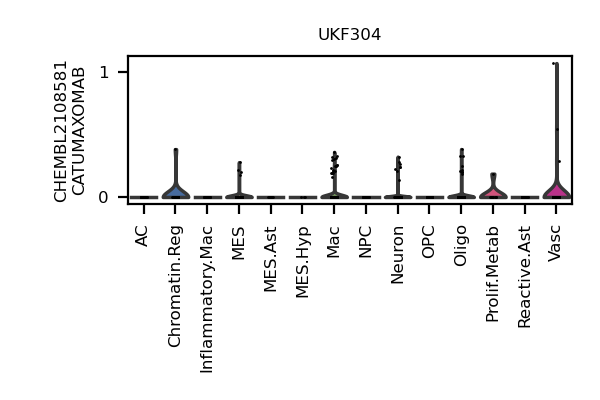 UKF304
CHEMBL2108581
CATUMAXOMAB
1
0
AC
Chromatin.Reg
Inflammatory.Mac
MES
MES.Ast
MES.Hyp
Mac
NPC
Neuron
OPC
Oligo
Prolif.Metab
Reactive.Ast
Vasc